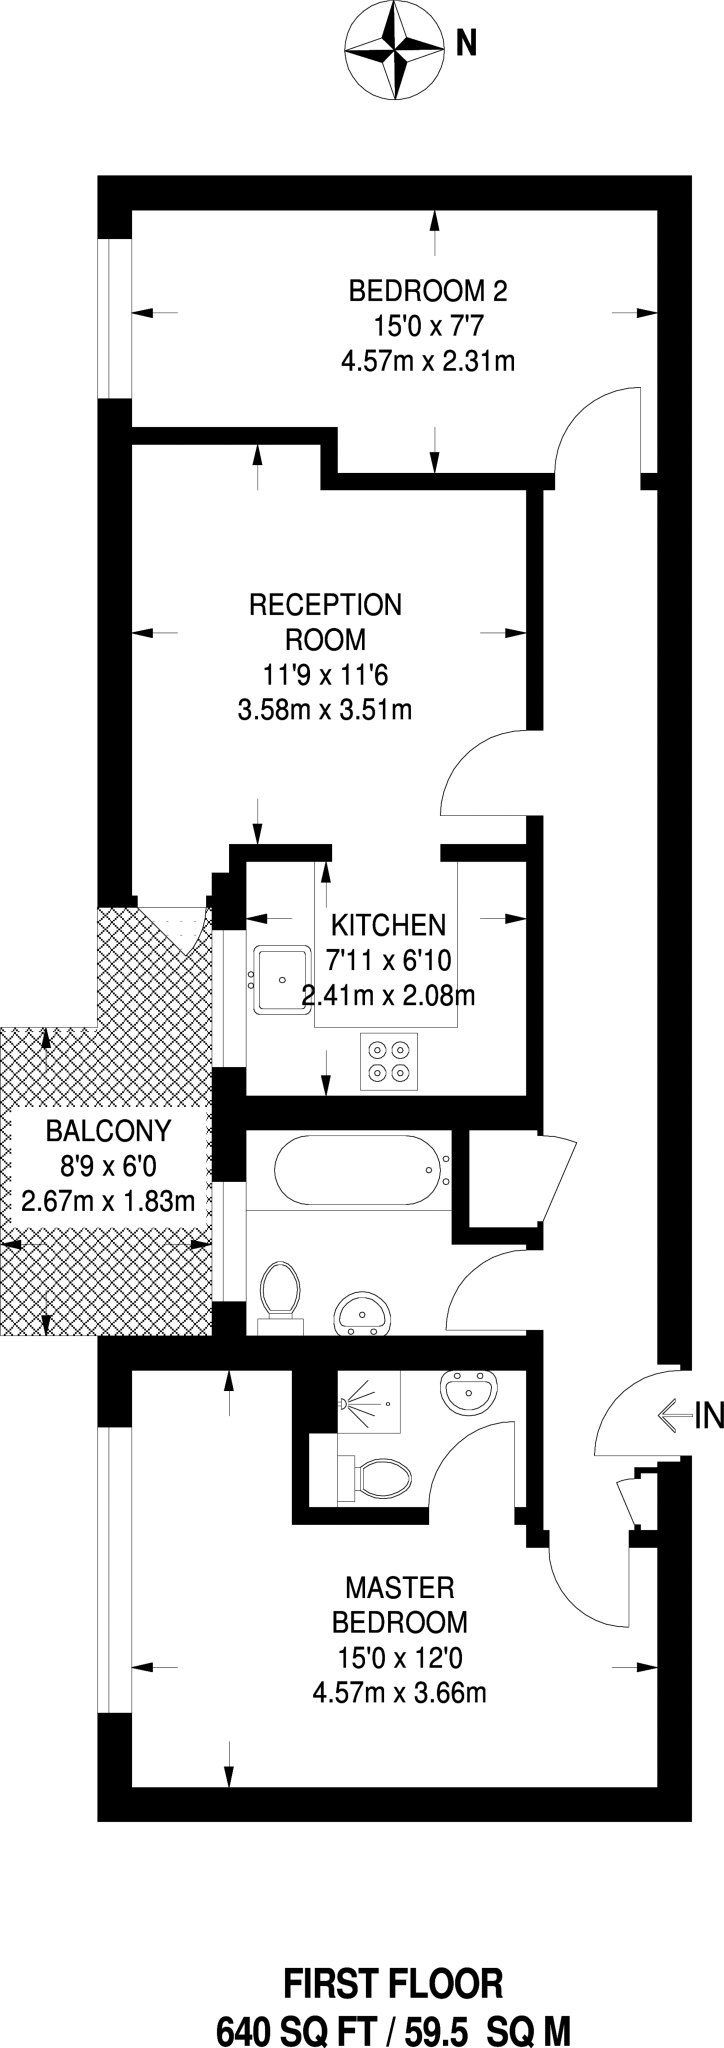 N
BEDROOM 2
15'0 x 7'7
4.57m x 2.31m
RECEPTION
ROOM
11'9 x 11'6
3.58m x 3.51m
KITCHEN
7'11 x 6'10
2.41m x 2.08m
BALCONY
8'9 x 6'0
2.67m x 1.83m
IN
MASTER
BEDROOM
15'0 x 12'0
4.57m x 3.66m
FIRST FLOOR
640 SQ FT / 59.5 SQ M